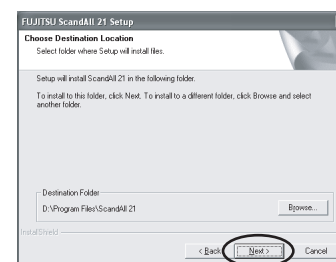 FUJITSU ScandAll 21 Setup
Choose Destination Location
Select folder where Setup will install files.
Setup will install ScandAll 21 in the following folder.
To install to this folder, click Next. To install to a different folder, click Browse and select
another folder.
Destination Folder
D:\Program Files\ScandAll 21
Browse...
InstallShield
< Back
Next >
Cancel